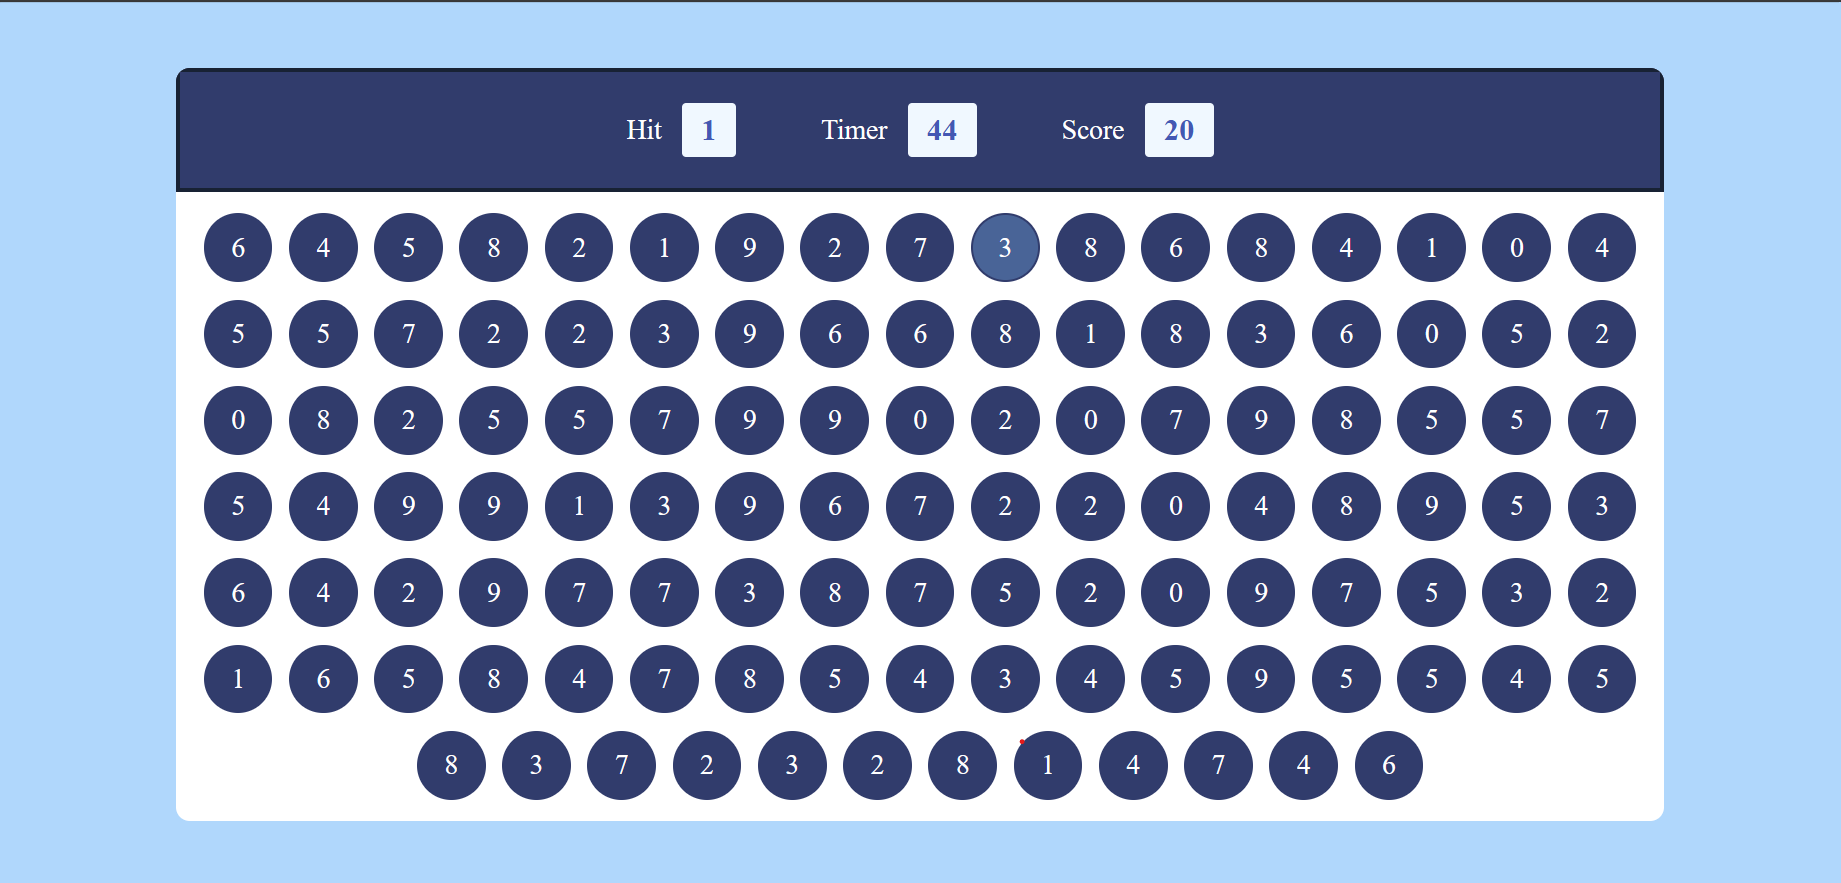 Hit 1 Timer 44 Score 20
6 4 5 8 2 1 9 2 7 3 8 6 8 4 1 0 4
5 5 7 2 2 3 9 6 6 8 1 8 3 6 0 5 2
0 8 2 5 5 7 9 9 0 2 0 7 9 8 5 5 7
5 4 9 9 1 3 9 6 7 2 2 0 4 8 9 5 3
6 4 2 9 7 7 3 8 7 5 2 0 9 7 5 3 2
1 6 5 8 4 7 8 5 4 3 4 5 9 5 5 4 5
8 3 7 2 3 2 8 1 4 7 4 6